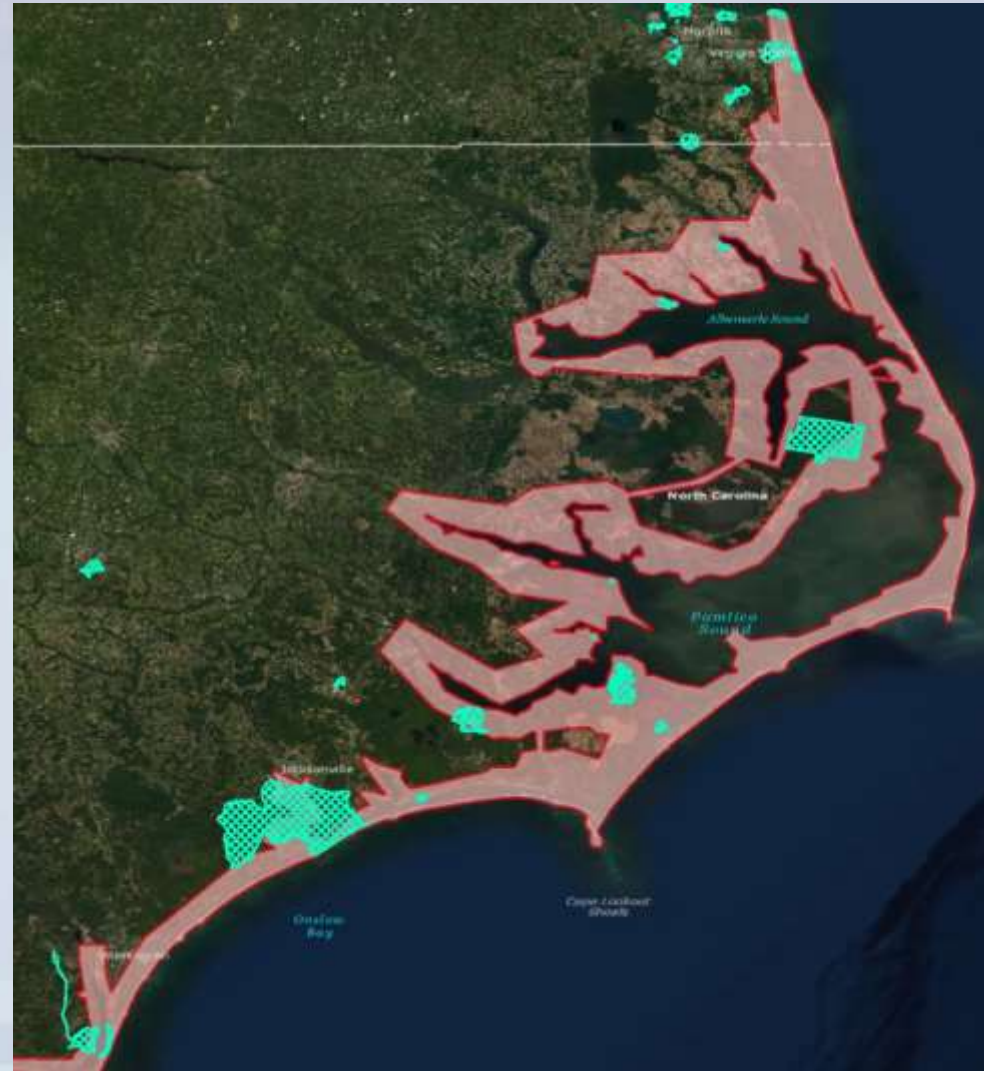 Norfolk
Albemarle Sound
North Carolina
Pamlico
Sound
Jacksonville
Cape Lookout
Shoals
Onslow
Bay